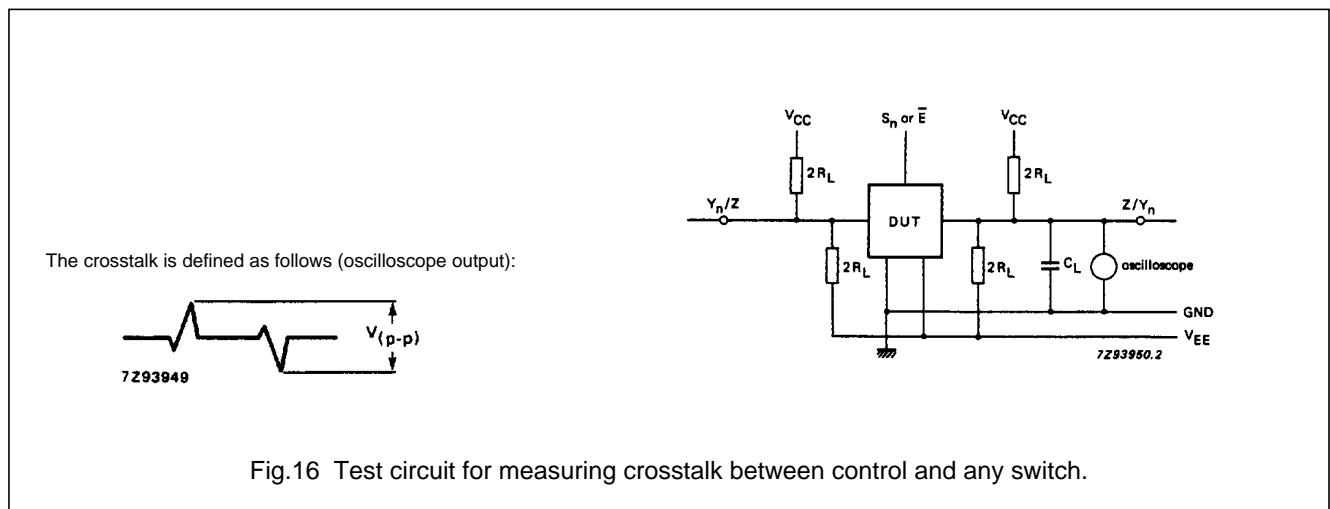 The crosstalk is defined as follows (oscilloscope output):
V(p-p)
7Z93949
VCC
Sn or E̅
VCC
2RL
2RL
Yn/Z
DUT
Z/Yn
2RL
2RL
CL
oscilloscope
GND
VEE
7Z93950.2
Fig.16 Test circuit for measuring crosstalk between control and any switch.